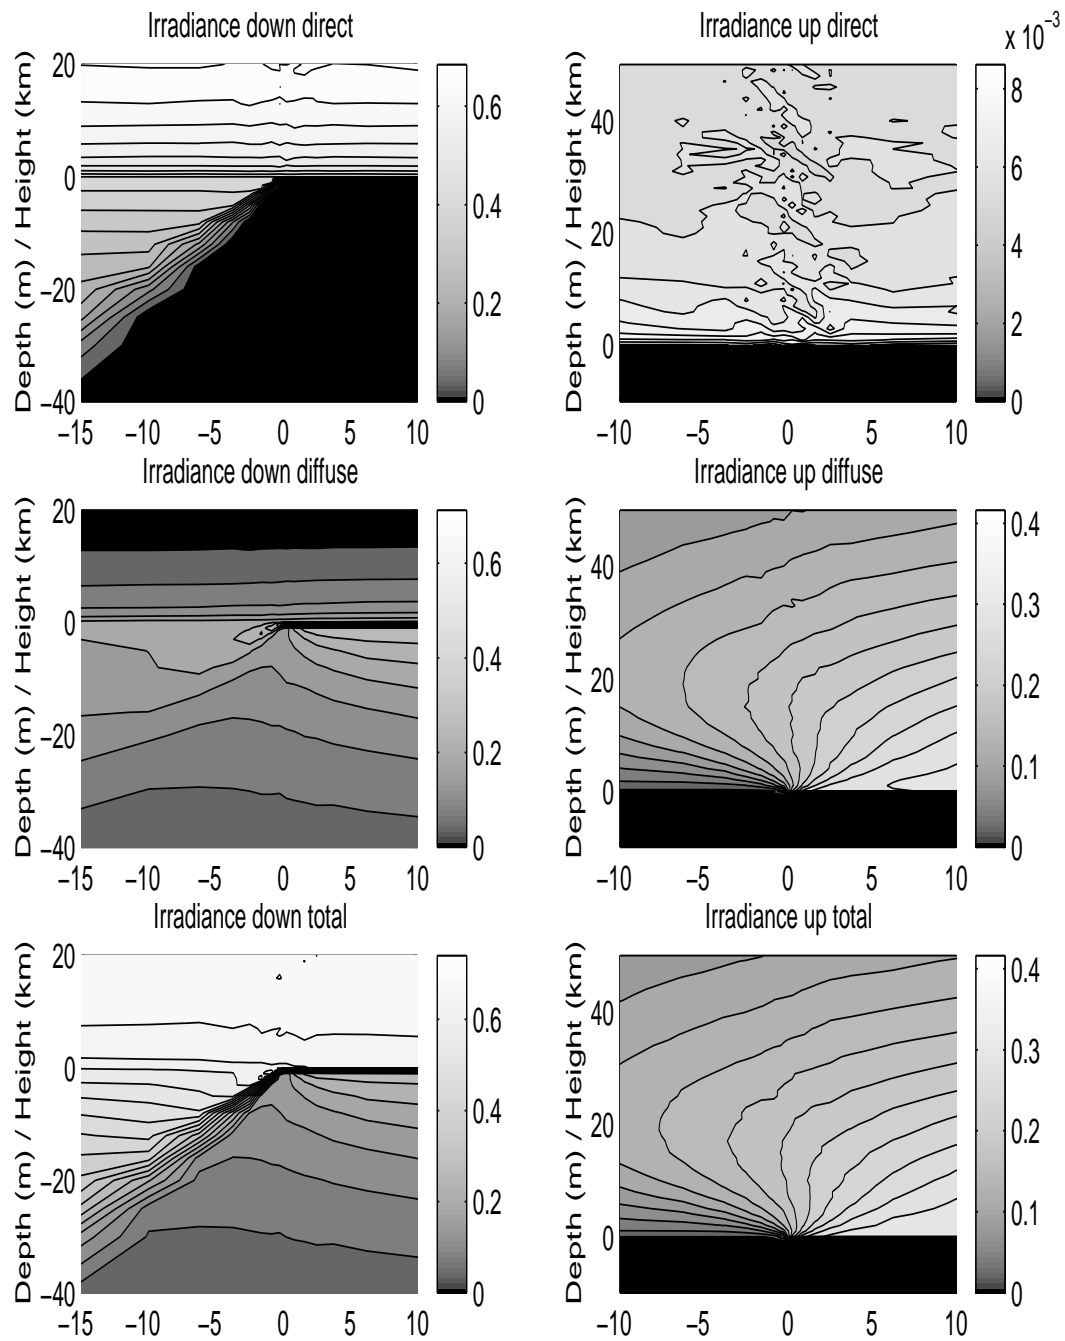 Irradiance down direct
Depth (m) / Height (km)
20
0
−20
−40
−15 −10 −5 0 5 10
0.6
0.4
0.2
0
Irradiance up direct
x 10−3
Depth (m) / Height (km)
40
20
0
−10 −5 0 5 10
8
6
4
2
0
Irradiance down diffuse
Depth (m) / Height (km)
20
0
−20
−40
−15 −10 −5 0 5 10
0.6
0.4
0.2
0
Irradiance up diffuse
Depth (m) / Height (km)
40
20
0
−10 −5 0 5 10
0.4
0.3
0.2
0.1
0
Irradiance down total
Depth (m) / Height (km)
20
0
−20
−40
−15 −10 −5 0 5 10
0.6
0.4
0.2
0
Irradiance up total
Depth (m) / Height (km)
40
20
0
−10 −5 0 5 10
0.4
0.3
0.2
0.1
0